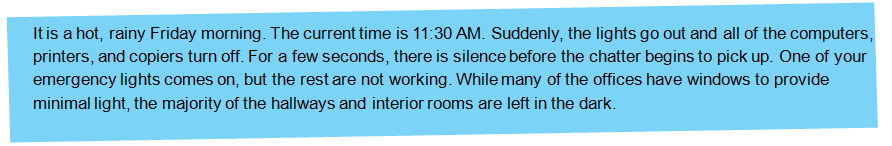 It is a hot, rainy Friday morning. The current time is 11:30 AM. Suddenly, the lights go out and all of the computers,
printers, and copiers turn off. For a few seconds, there is silence before the chatter begins to pick up. One of your
emergency lights comes on, but the rest are not working. While many of the offices have windows to provide
minimal light, the majority of the hallways and interior rooms are left in the dark.